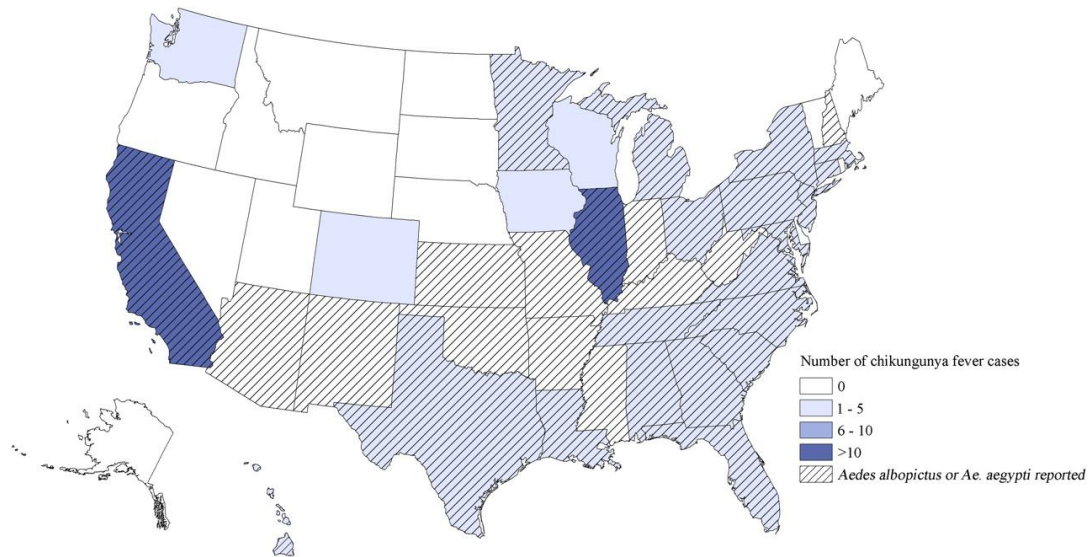 Number of chikungunya fever cases
0
1 - 5
6 - 10
>10
Aedes albopictus or Ae. aegypti reported